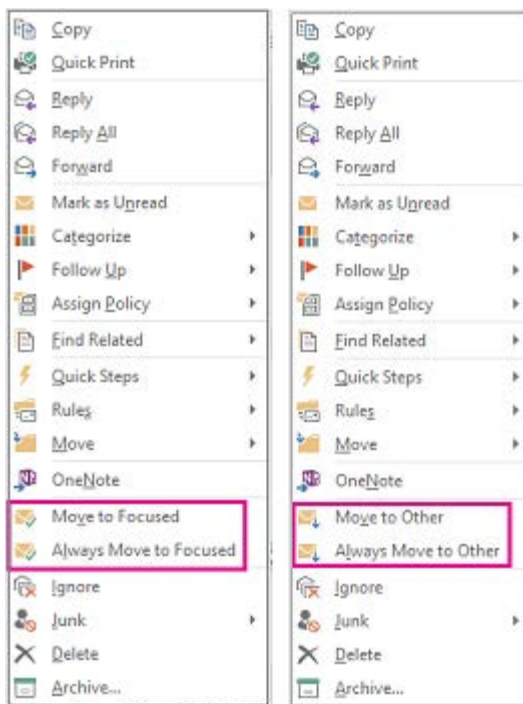 Copy
Quick Print
Reply
Reply All
Forward
Mark as Unread
Categorize
Follow Up
Assign Policy
Find Related
Quick Steps
Rules
Move
OneNote
Move to Focused
Always Move to Focused
Ignore
Junk
Delete
Archive...
Copy
Quick Print
Reply
Reply All
Forward
Mark as Unread
Categorize
Follow Up
Assign Policy
Find Related
Quick Steps
Rules
Move
OneNote
Move to Other
Always Move to Other
Ignore
Junk
Delete
Archive...